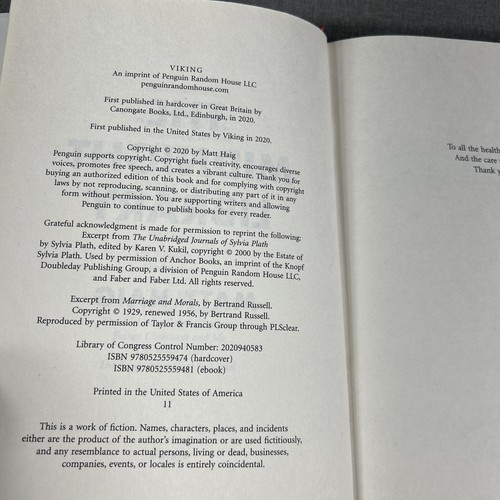 VIKING
An imprint of Penguin Random House LLC
penguinrandomhouse.com
First published in hardcover in Great Britain by
Canongate Books, Ltd., Edinburgh, in 2020.
First published in the United States by Viking in 2020.
Copyright © 2020 by Matt Haig
Penguin supports copyright. Copyright fuels creativity, encourages diverse
voices, promotes free speech, and creates a vibrant culture. Thank you for
buying an authorized edition of this book and for complying with copyright
laws by not reproducing, scanning, or distributing any part of it in any
form without permission. You are supporting writers and allowing
Penguin to continue to publish books for every reader.
Grateful acknowledgment is made for permission to reprint the following:
Excerpt from The Unabridged Journals of Sylvia Plath
by Sylvia Plath, edited by Karen V. Kukil, copyright © 2000 by the Estate of
Sylvia Plath. Used by permission of Anchor Books, an imprint of the Knopf
Doubleday Publishing Group, a division of Penguin Random House LLC,
and Faber and Faber Ltd. All rights reserved.
Excerpt from Marriage and Morals, by Bertrand Russell.
Copyright © 1929, renewed 1956, by Bertrand Russell.
Reproduced by permission of Taylor & Francis Group through PLSclear.
Library of Congress Control Number: 2020940583
ISBN 9780525559474 (hardcover)
ISBN 9780525559481 (ebook)
Printed in the United States of America
11
This is a work of fiction. Names, characters, places, and incidents
either are the product of the author's imagination or are used fictitiously,
and any resemblance to actual persons, living or dead, businesses,
companies, events, or locales is entirely coincidental.
To all the health
And the care
Thank